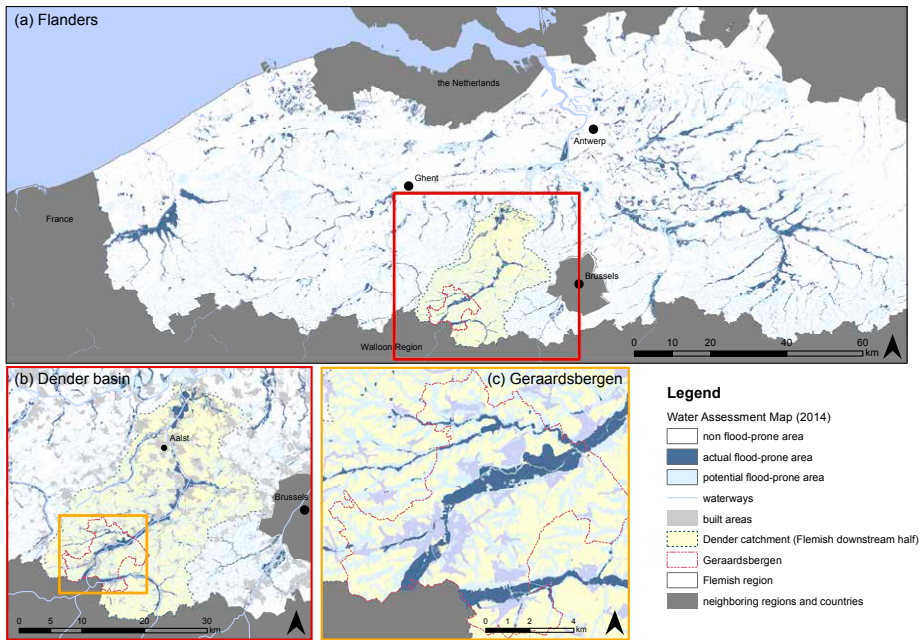 (a) Flanders
the Netherlands
Antwerp
Ghent
France
Brussels
Walloon Region
0 10 20 30 40 50 60
km
(b) Dender basin
Aalst
Brussels
0 10 20 30
km
(c) Geraardsbergen
0 2 4
km
Legend
Water Assessment Map (2014)
non flood-prone area
actual flood-prone area
potential flood-prone area
waterways
built areas
Dender catchment (Flemish downstream half)
Geraardsbergen
Flemish region
neighboring regions and countries